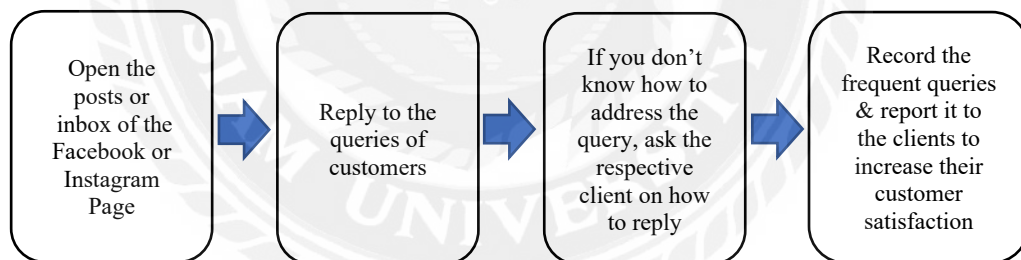 Open the
posts or
inbox of the
Facebook or
Instagram
Page
Reply to the
queries of
customers
If you don’t
know how to
address the
query, ask the
respective
client on how
to reply
Record the
frequent queries
& report it to
the clients to
increase their
customer
satisfaction
SIAM UNIVERSITY